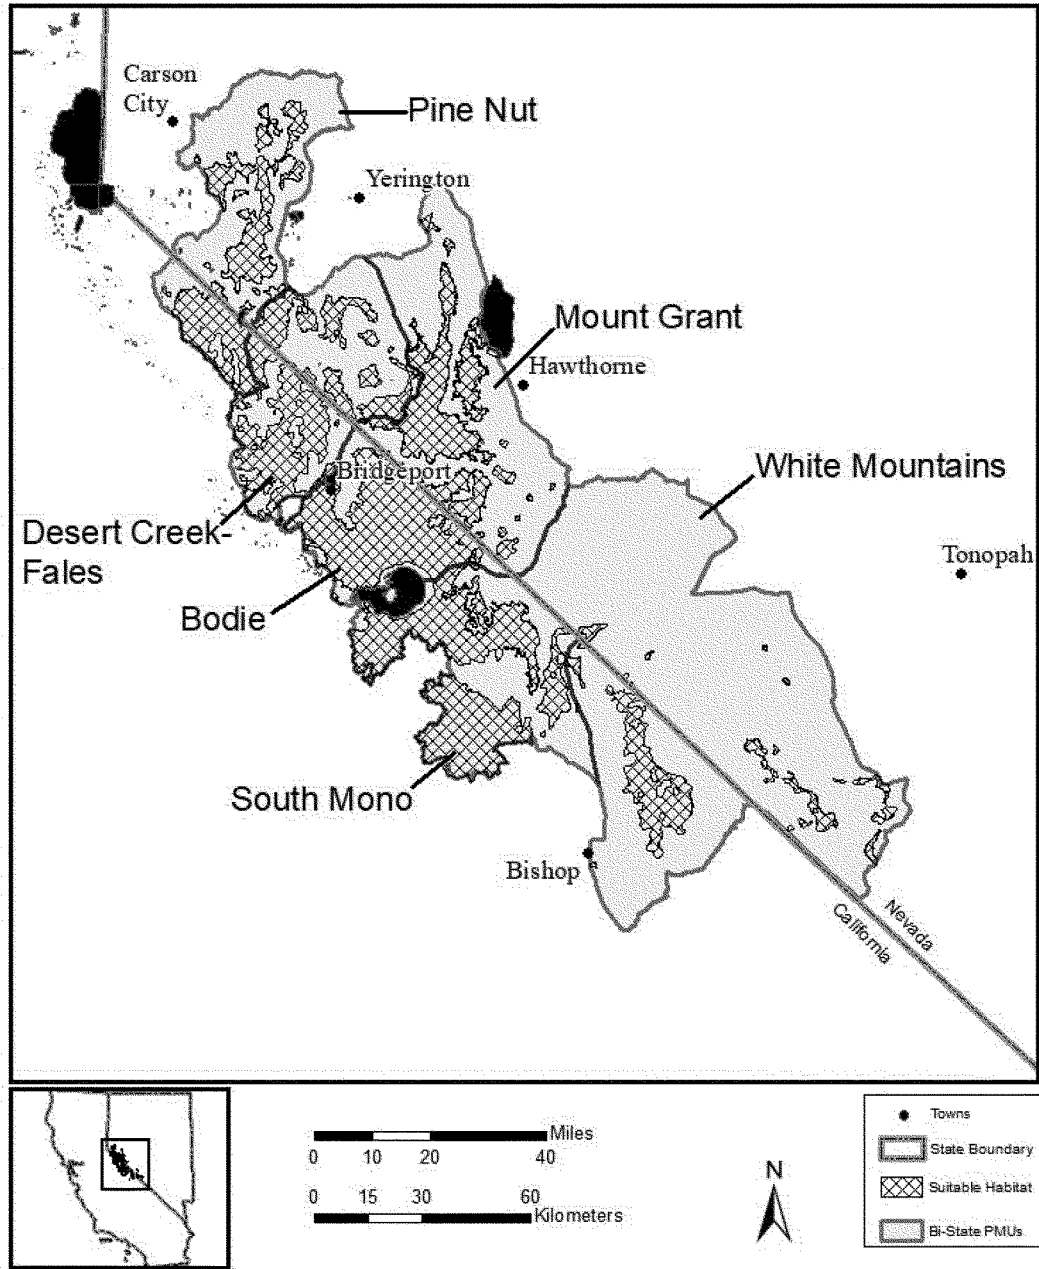 Carson
City
Pine Nut
Yerington
Mount Grant
Hawthorne
White Mountains
Bridgeport
Desert Creek-
Fales
Tonopah
Bodie
South Mono
Bishop
Nevada
California
Miles
0 10 20 40
0 15 30 60
Kilometers
N
Towns
State Boundary
Suitable Habitat
Bi-State PMUs